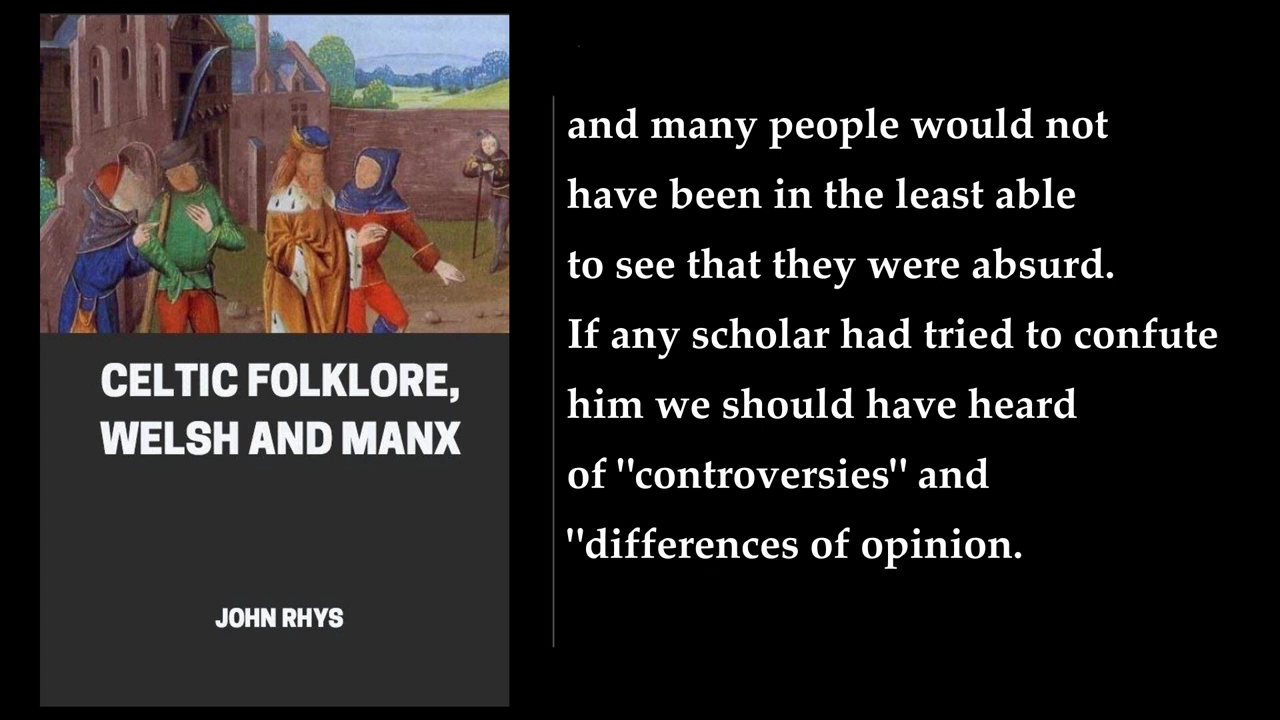 CELTIC FOLKLORE,
WELSH AND MANX
JOHN RHYS
and many people would not
have been in the least able
to see that they were absurd.
If any scholar had tried to confute
him we should have heard
of "controversies" and
"differences of opinion.